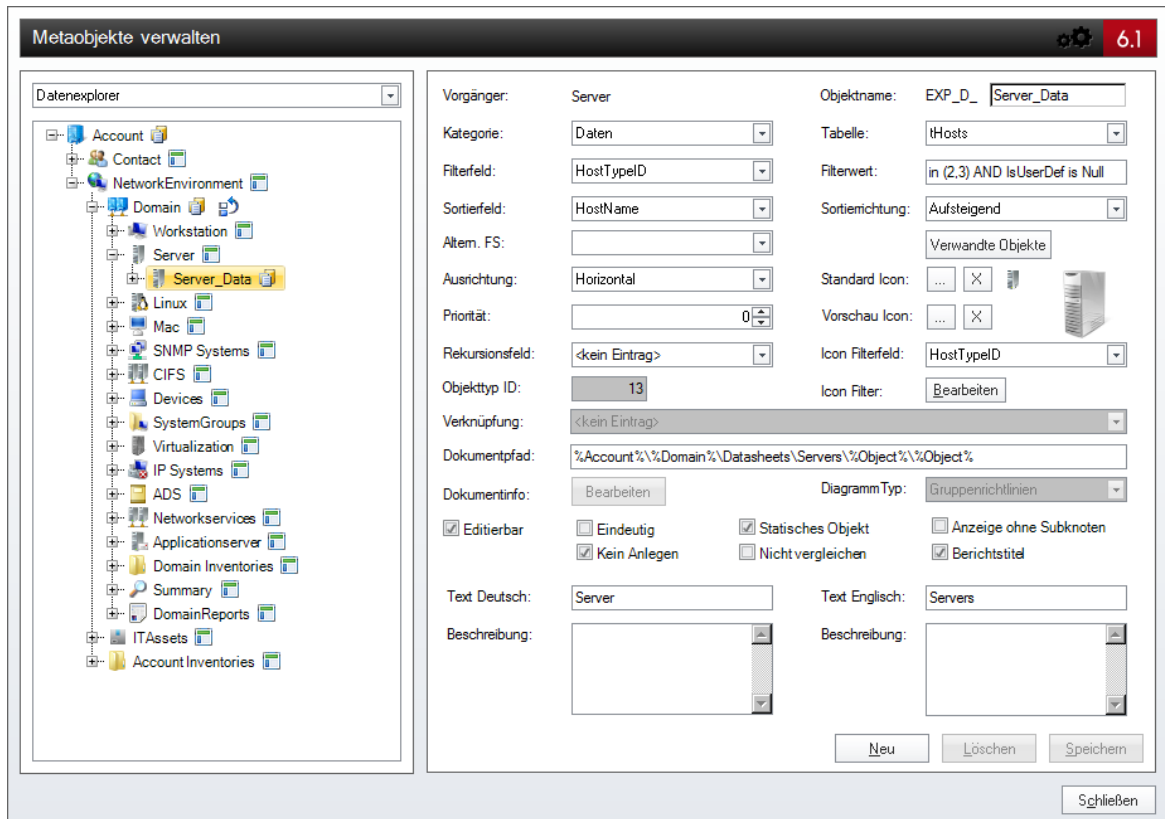 Metaobjekte verwalten
6.1
Datenexplorer
Account
Contact
NetworkEnvironment
Domain
Workstation
Server
Server_Data
Linux
Mac
SNMP Systems
CIFS
Devices
SystemGroups
Virtualization
IP Systems
ADS
Networkservices
Applicationserver
Domain Inventories
Summary
DomainReports
ITAssets
Account Inventories
Vorgänger: Server Objektname: EXP_D_ Server_Data
Kategorie: Daten Tabelle: tHosts
Filterfeld: HostTypeID Filterwert: in (2,3) AND IsUserDef is Null
Sortierfeld: HostName Sortierrichtung: Aufsteigend
Altern. FS: Verwandte Objekte
Ausrichtung: Horizontal Standard Icon: ... X
Priorität: 0 Vorschau Icon: ... X
Rekursionsfeld: <kein Eintrag> Icon Filterfeld: HostTypeID
Objekttyp ID: 13 Icon Filter: Bearbeiten
Verknüpfung: <kein Eintrag>
Dokumentpfad: %Account%\%Domain%\Datasheets\Servers\%Object%\%Object%
Dokumentinfo: Bearbeiten DiagrammTyp: Gruppenrichtlinien
Editierbar Eindeutig Statisches Objekt Anzeige ohne Subknoten
Kein Anlegen Nicht vergleichen Berichtstitel
Text Deutsch: Server Text Englisch: Servers
Beschreibung: Beschreibung:
Neu Löschen Speichern
Schließen